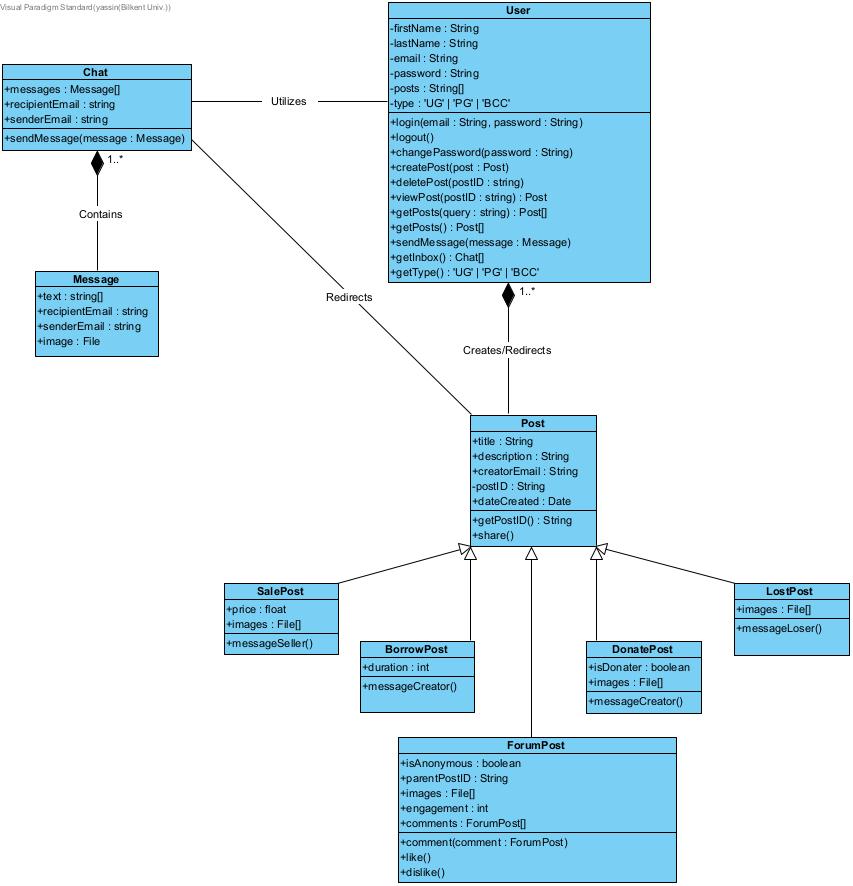 Visual Paradigm Standard(yassin(Bilkent Univ.))
User
-firstName : String
-lastName : String
-email : String
-password : String
-posts : String[]
-type : 'UG' | 'PG' | 'BCC'
+login(email : String, password : String)
+logout()
+changePassword(password : String)
+createPost(post : Post)
+deletePost(postID : string)
+viewPost(postID : string) : Post
+getPosts(query : string) : Post[]
+getPosts() : Post[]
+sendMessage(message : Message)
+getInbox() : Chat[]
+getType() : 'UG' | 'PG' | 'BCC'
Chat
+messages : Message[]
+recipientEmail : string
+senderEmail : string
+sendMessage(message : Message)
Utilizes
1..*
Contains
Message
+text : string[]
+recipientEmail : string
+senderEmail : string
+image : File
Redirects
1..*
Creates/Redirects
Post
+title : String
+description : String
+creatorEmail : String
-postID : String
+dateCreated : Date
+getPostID() : String
+share()
SalePost
+price : float
+images : File[]
+messageSeller()
BorrowPost
+duration : int
+messageCreator()
DonatePost
+isDonater : boolean
+images : File[]
+messageCreator()
LostPost
+images : File[]
+messageLoser()
ForumPost
+isAnonymous : boolean
+parentPostID : String
+images : File[]
+engagement : int
+comments : ForumPost[]
+comment(comment : ForumPost)
+like()
+dislike()